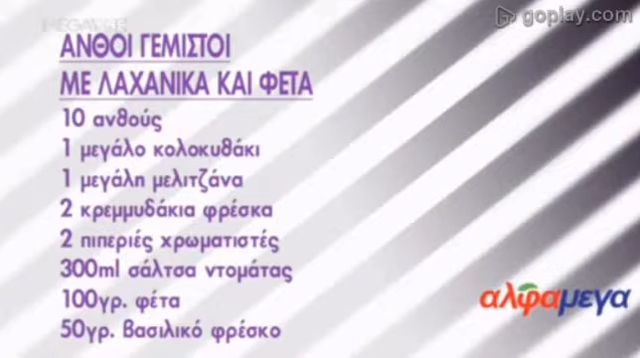 goplay.com
ΑΝΘΟΙ ΓΕΜΙΣΤΟΙ
ΜΕ ΛΑΧΑΝΙΚΑ ΚΑΙ ΦΕΤΑ
10 ανθούς
1 μεγάλο κολοκυθάκι
1 μεγάλη μελιτζάνα
2 κρεμμυδάκια φρέσκα
2 πιπεριές χρωματιστές
300ml σάλτσα ντομάτας
100γρ. φέτα
50γρ. βασιλικό φρέσκο
αλφαμεγα